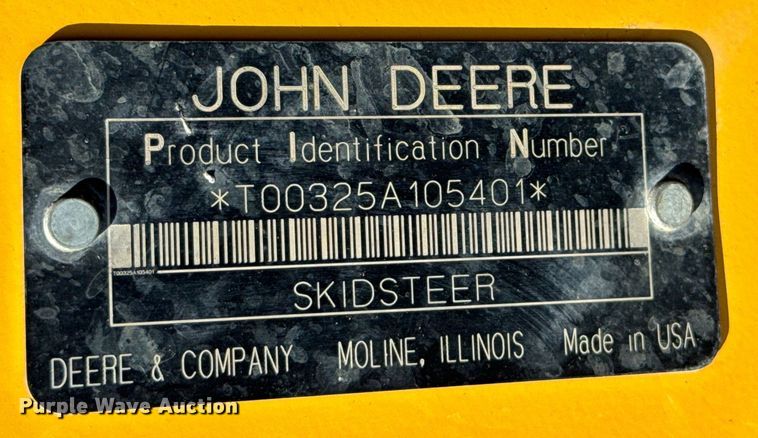 JOHN DEERE
Product Identification Number
*T00325A105401*
T00325A105401
SKIDSTEER
DEERE & COMPANY MOLINE, ILLINOIS Made in USA
Purple Wave Auction